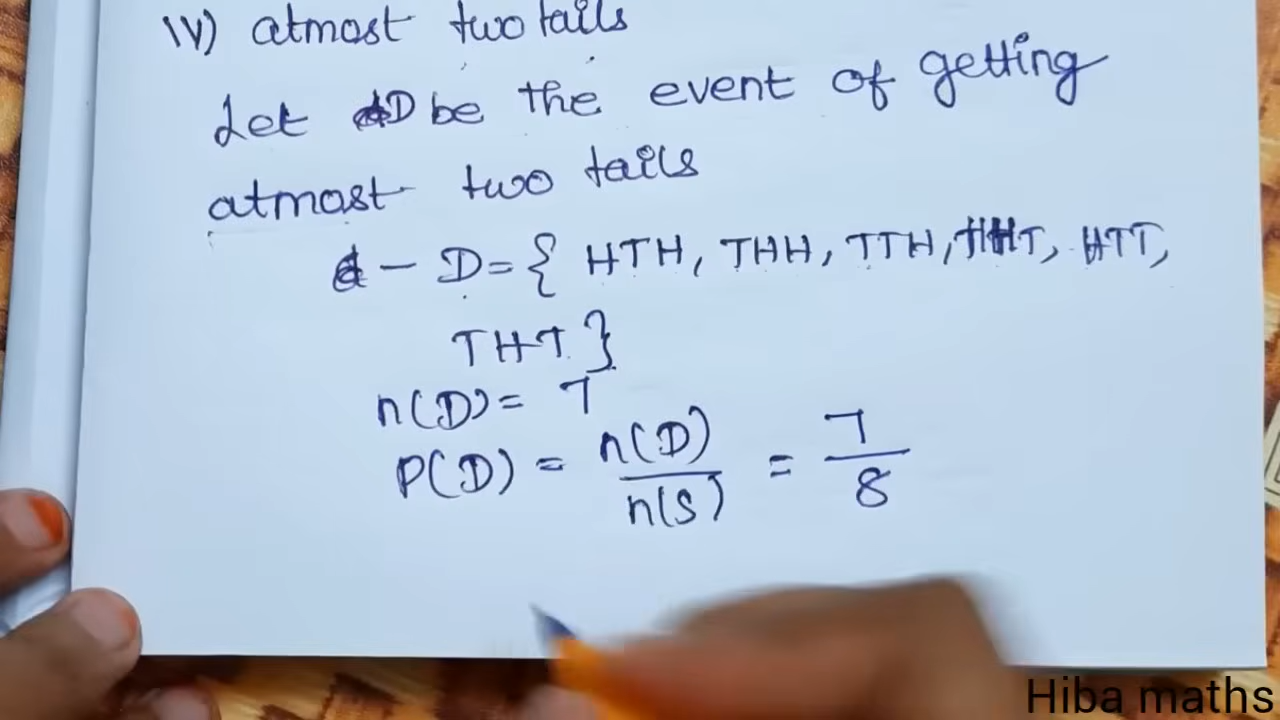 IV) atmost two tails
Let D be the event of getting
atmost two tails
- D = { HTH, THH, TTH, HHT, HTT,
THT }
n(D) = 7
P(D) = n(D)/n(S) = 7/8
Hiba maths